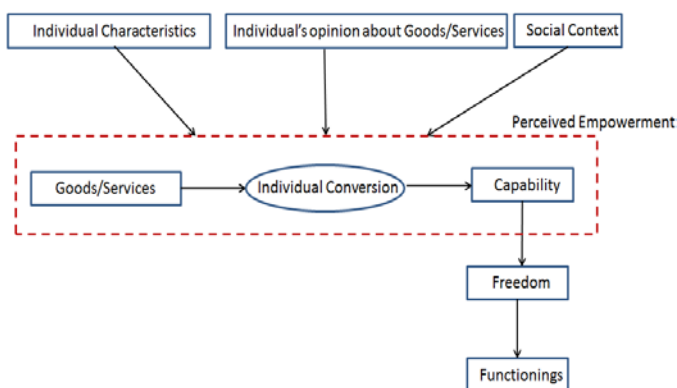 Individual Characteristics
Individual's opinion about Goods/Services
Social Context
Perceived Empowerment
Goods/Services
Individual Conversion
Capability
Freedom
Functionings